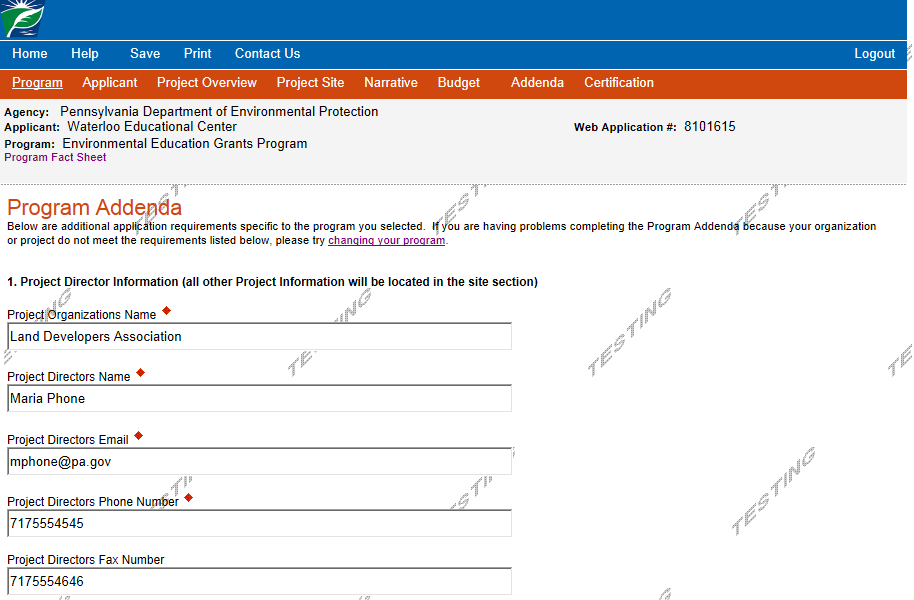 Home Help Save Print Contact Us Logout
Program Applicant Project Overview Project Site Narrative Budget Addenda Certification
Agency: Pennsylvania Department of Environmental Protection
Applicant: Waterloo Educational Center Web Application #: 8101615
Program: Environmental Education Grants Program
Program Fact Sheet
Program Addenda
Below are additional application requirements specific to the program you selected. If you are having problems completing the Program Addenda because your organization
or project do not meet the requirements listed below, please try changing your program.
1. Project Director Information (all other Project Information will be located in the site section)
Project Organizations Name
Land Developers Association
TESTING
Project Directors Name
Maria Phone
Project Directors Email
mphone@pa.gov
TESTING
Project Directors Phone Number
7175554545
Project Directors Fax Number
7175554646